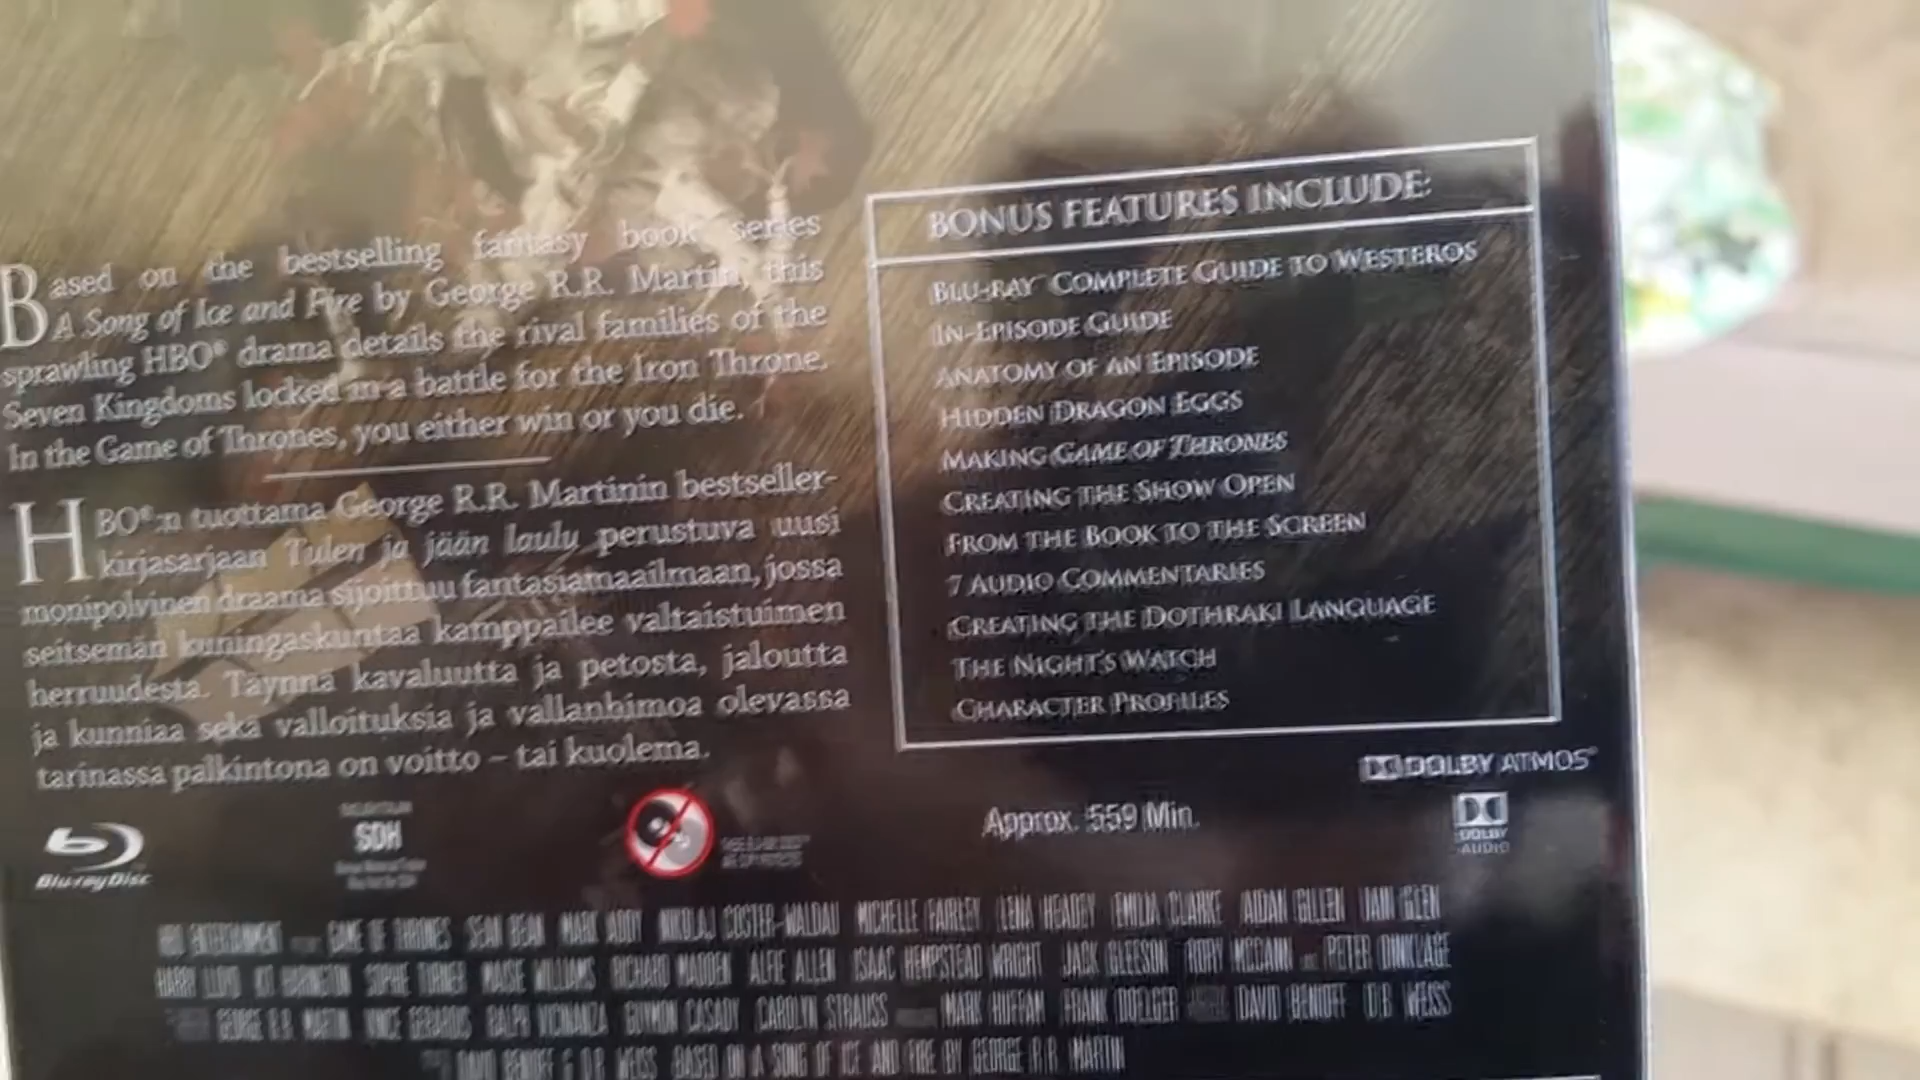 Based on the bestselling fantasy book series
A Song of Ice and Fire by George R.R. Martin, this
sprawling HBO® drama details the rival families of the
Seven Kingdoms locked in a battle for the Iron Throne.
In the Game of Thrones, you either win or you die.
HBO®:n tuottama George R.R. Martinin bestseller-
kirjasarjaan Tulen ja jään laulu perustuva uusi
monipolvinen draama sijoittuu fantasiamaailmaan, jossa
seitsemän kuningaskuntaa kamppailee valtaistuimen
herruudesta. Täynnä kavaluutta ja petosta, jaloutta
ja kunniaa sekä valloituksia ja vallanhimoa olevassa
tarinassa palkintona on voitto – tai kuolema.
BONUS FEATURES INCLUDE:
BLU-RAY™ COMPLETE GUIDE TO WESTEROS
IN-EPISODE GUIDE
ANATOMY OF AN EPISODE
HIDDEN DRAGON EGGS
MAKING GAME OF THRONES
CREATING THE SHOW OPEN
FROM THE BOOK TO THE SCREEN
7 AUDIO COMMENTARIES
CREATING THE DOTHRAKI LANGUAGE
THE NIGHT'S WATCH
CHARACTER PROFILES
DOLBY ATMOS®
Blu-ray Disc
SDH
Approx. 559 Min.
DOLBY
AUDIO
HBO ENTERTAINMENT GAME OF THRONES SEAN BEAN MARK ADDY NIKOLAJ COSTER-WALDAU MICHELLE FAIRLEY LENA HEADEY EMILIA CLARKE AIDAN GILLEN IAIN GLEN
HARRY LLOYD KIT HARINGTON SOPHIE TURNER MAISIE WILLIAMS RICHARD MADDEN ALFIE ALLEN ISAAC HEMPSTEAD WRIGHT JACK GLEESON RORY MCCANN PETER DINKLAGE
GEORGE R.R. MARTIN VINCE GERARDIS RALPH VICINANZA GUYMON CASADY CAROLYN STRAUSS MARK HUFFAM FRANK DOELGER DAVID BENIOFF D.B. WEISS
DAVID BENIOFF & D.B. WEISS BASED ON A SONG OF ICE AND FIRE BY GEORGE R.R. MARTIN